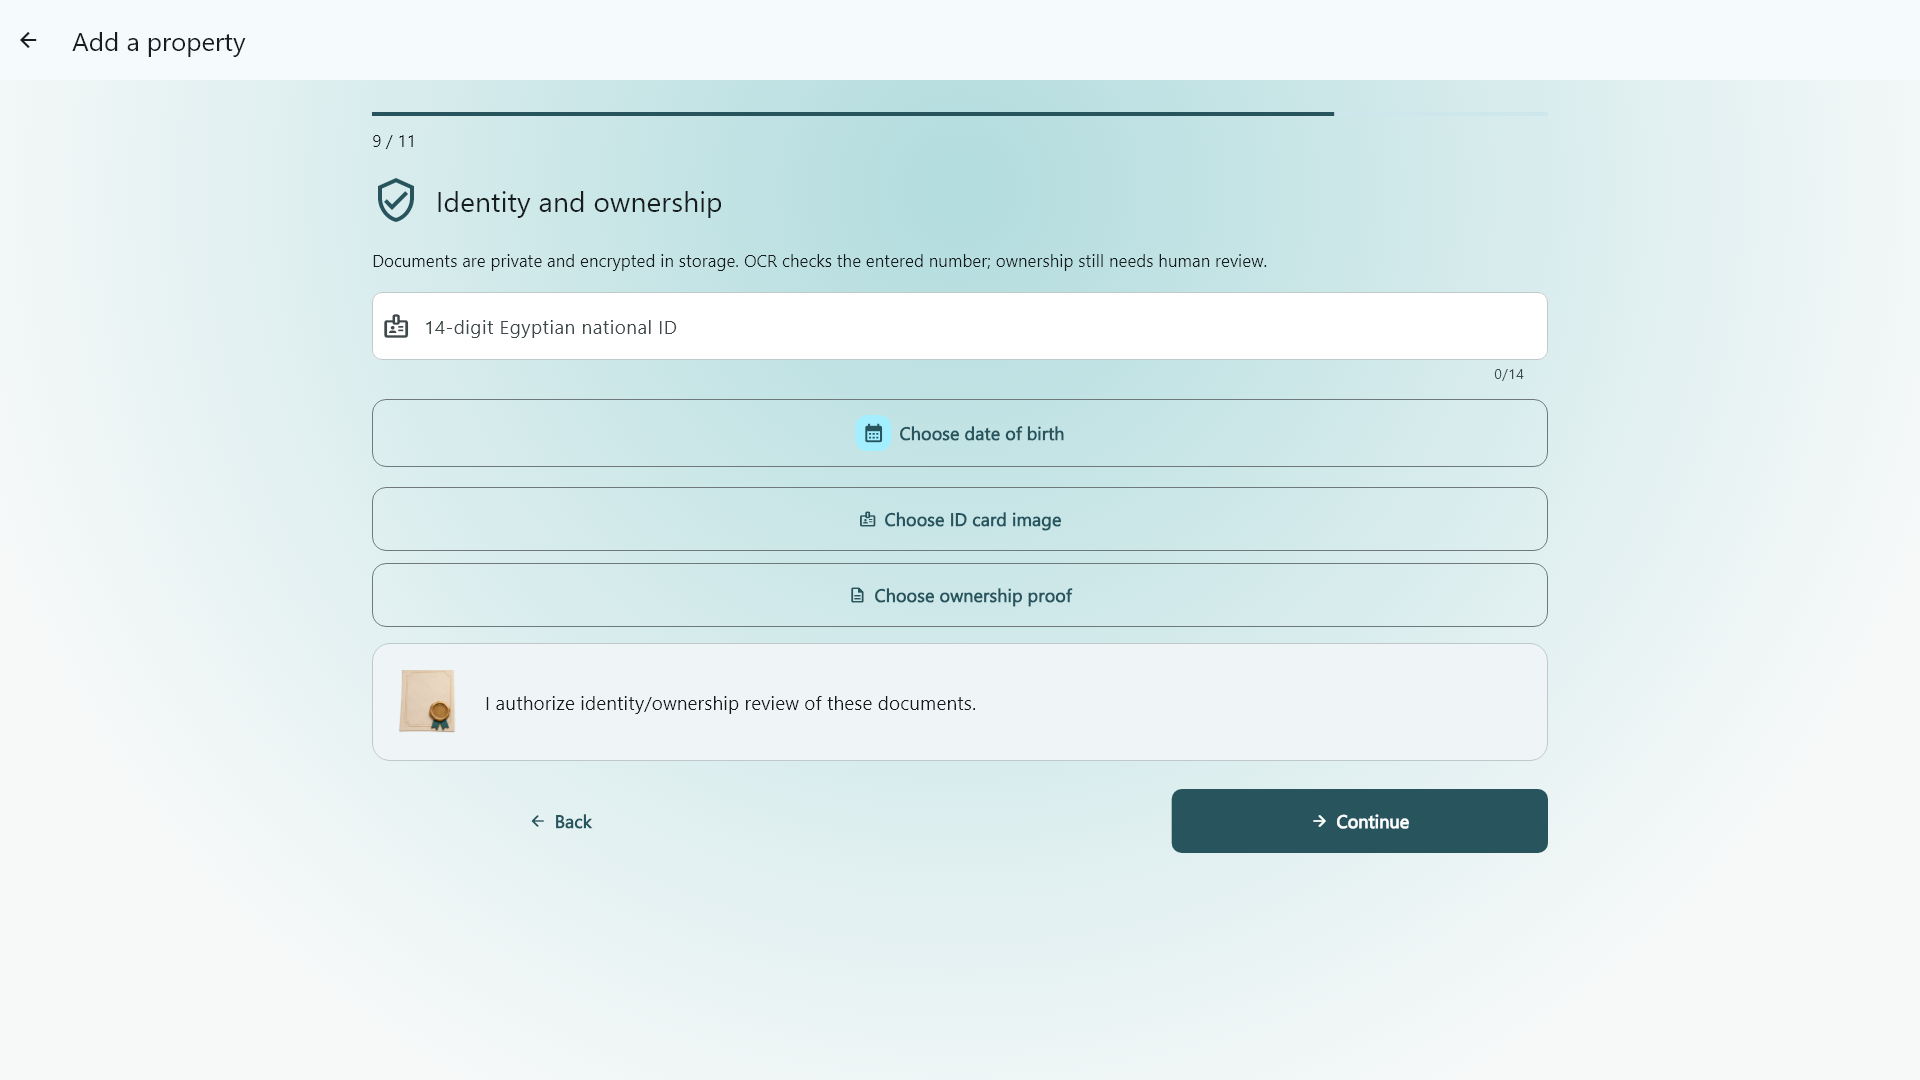 Add a property
9 / 11
Identity and ownership
Documents are private and encrypted in storage. OCR checks the entered number; ownership still needs human review.
14-digit Egyptian national ID
0/14
Choose date of birth
Choose ID card image
Choose ownership proof
I authorize identity/ownership review of these documents.
Back
Continue